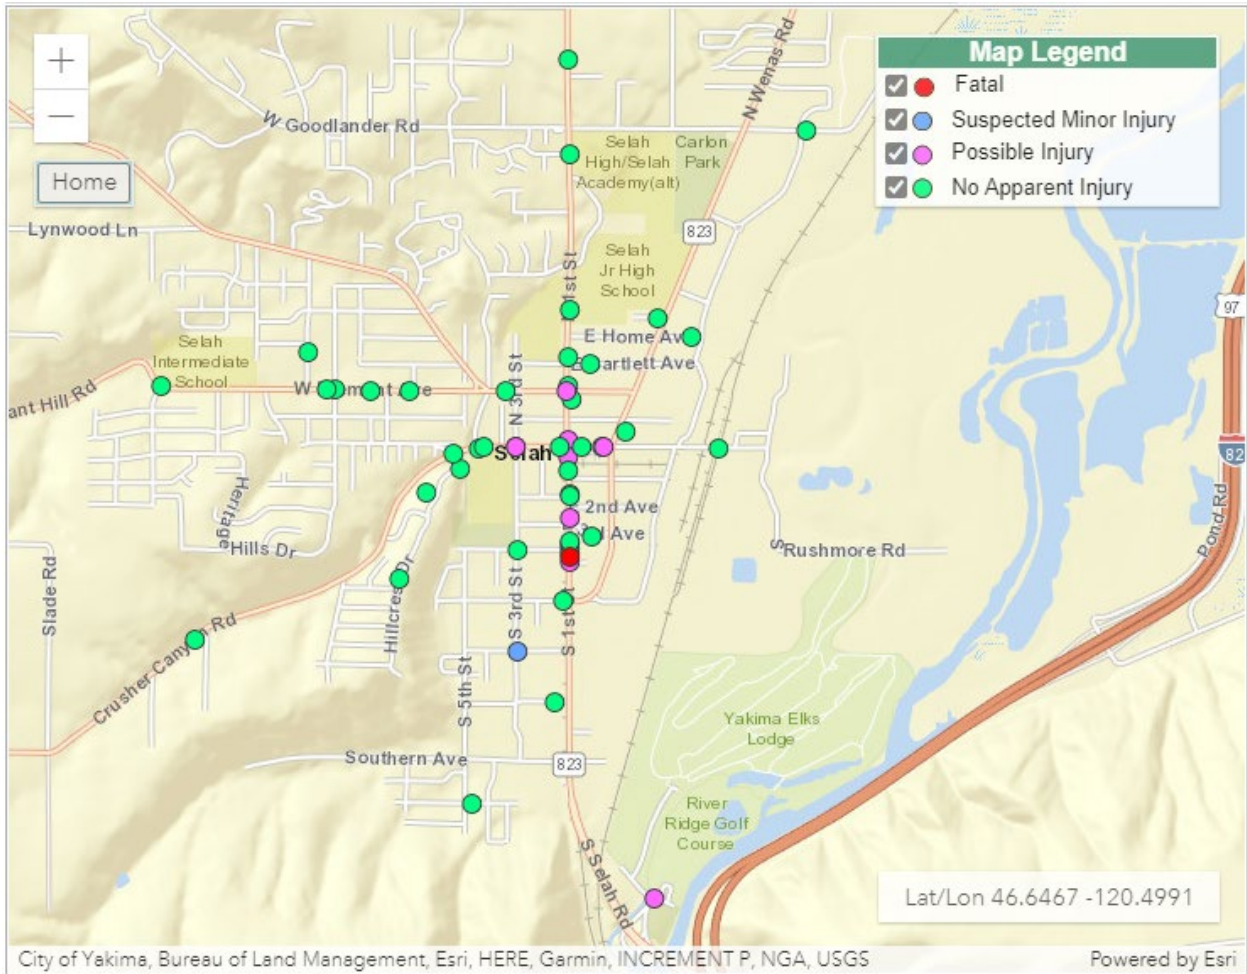 Map Legend
Fatal
Suspected Minor Injury
Possible Injury
No Apparent Injury
+
−
Home
W Goodlander Rd
N Wenas Rd
Selah
High/Selah
Academy(alt)
Carlon
Park
Lynwood Ln
823
Selah
Jr High
School
1st St
97
E Home Av
Bartlett Ave
Selah
Intermediate
School
N 3rd St
ant Hill Rd
W
Ave
Selah
82
Heritage
Hills Dr
2nd Ave
Ave
S
Rushmore Rd
Pond Rd
Slade Rd
Hillcres
Dr
S 3rd St
S 1st
Crusher Canyon Rd
S 5th St
Yakima Elks
Lodge
Southern Ave
823
River
Ridge Golf
Course
S Selah Rd
Lat/Lon 46.6467 -120.4991
City of Yakima, Bureau of Land Management, Esri, HERE, Garmin, INCREMENT P, NGA, USGS
Powered by Esri